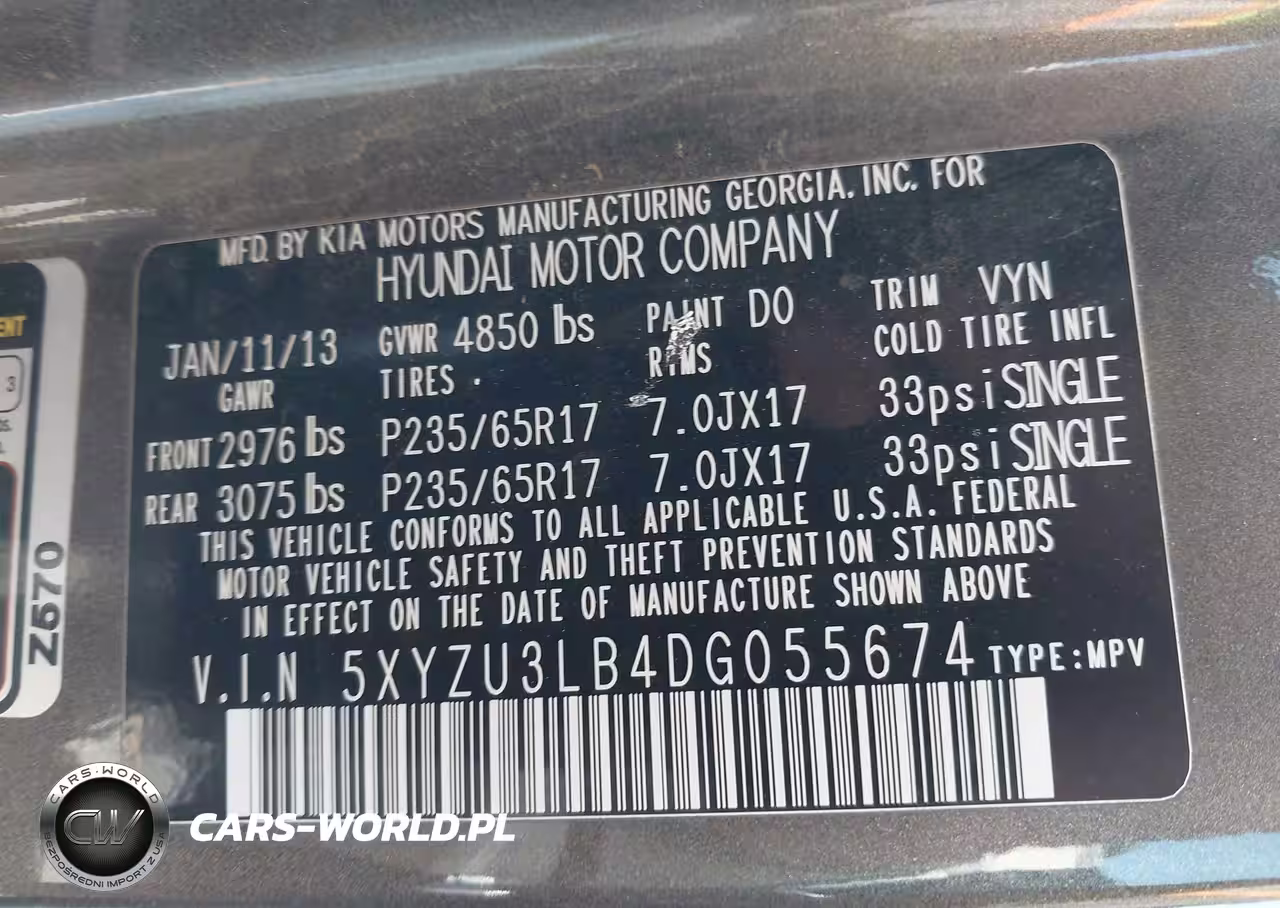 MFD. BY KIA MOTORS MANUFACTURING GEORGIA. INC. FOR
HYUNDAI MOTOR COMPANY
JAN/11/13 GVWR 4850 lbs PAINT DO TRIM VYN
GAWR TIRES RIMS COLD TIRE INFL
FRONT 2976 lbs P235/65R17 7.0JX17 33psi SINGLE
REAR 3075 lbs P235/65R17 7.0JX17 33psi SINGLE
THIS VEHICLE CONFORMS TO ALL APPLICABLE U.S.A. FEDERAL
MOTOR VEHICLE SAFETY AND THEFT PREVENTION STANDARDS
IN EFFECT ON THE DATE OF MANUFACTURE SHOWN ABOVE
V.I.N 5XYZU3LB4DG055674 TYPE:MPV
3
Z570
CARS-WORLD
CW
BEZPOŚREDNI IMPORT Z USA
CARS-WORLD.PL